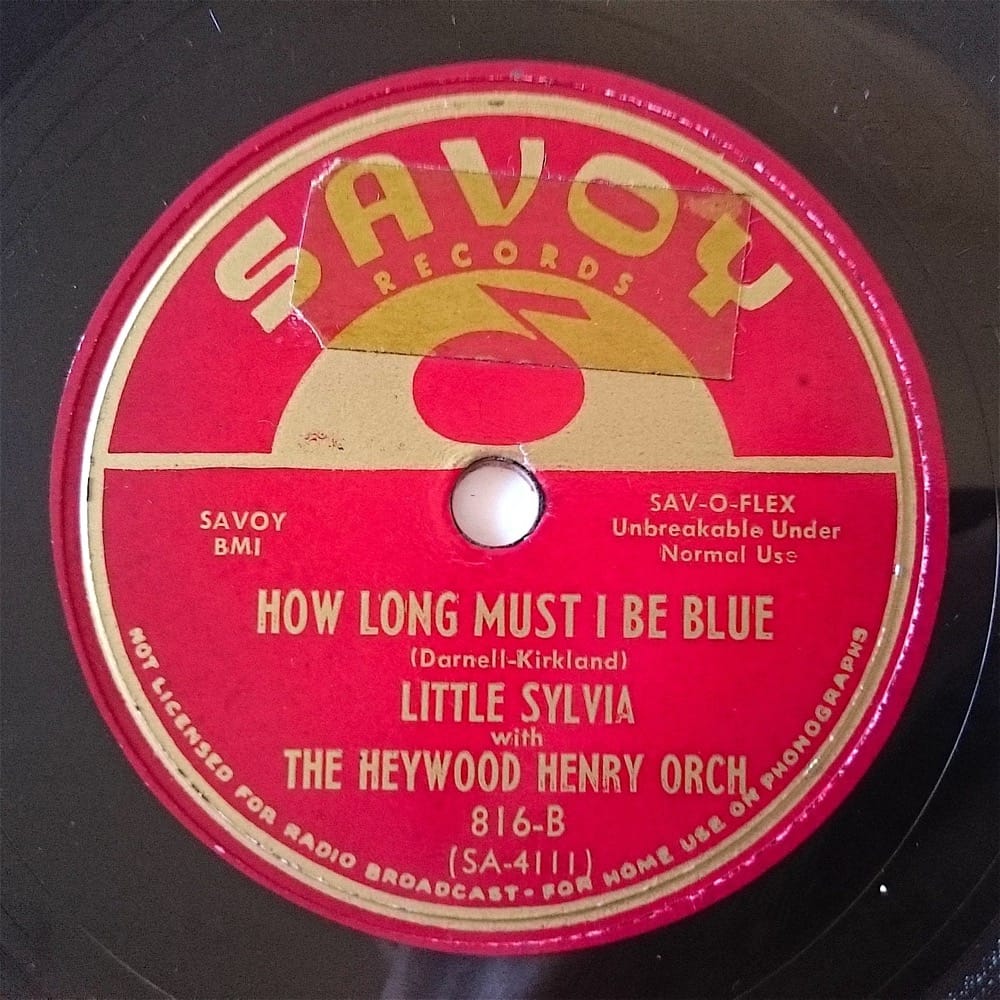 SAVOY
RECORDS
SAVOY
BMI
SAV-O-FLEX
Unbreakable Under
Normal Use
HOW LONG MUST I BE BLUE
(Darnell-Kirkland)
LITTLE SYLVIA
with
THE HEYWOOD HENRY ORCH.
816-B
(SA-4111)
NOT LICENSED FOR RADIO BROADCAST - FOR HOME USE ON PHONOGRAPHS